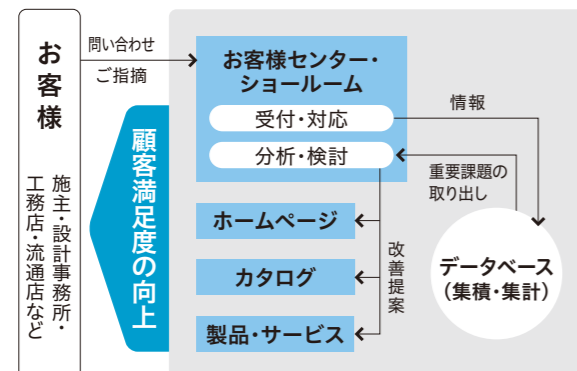 お客様
施主・設計事務所・
工務店・流通店など
問い合わせ
ご指摘
顧客満足度の向上
お客様センター・
ショールーム
受付・対応
分析・検討
ホームページ
カタログ
製品・サービス
改善提案
情報
重要課題の
取り出し
データベース
(集積・集計)